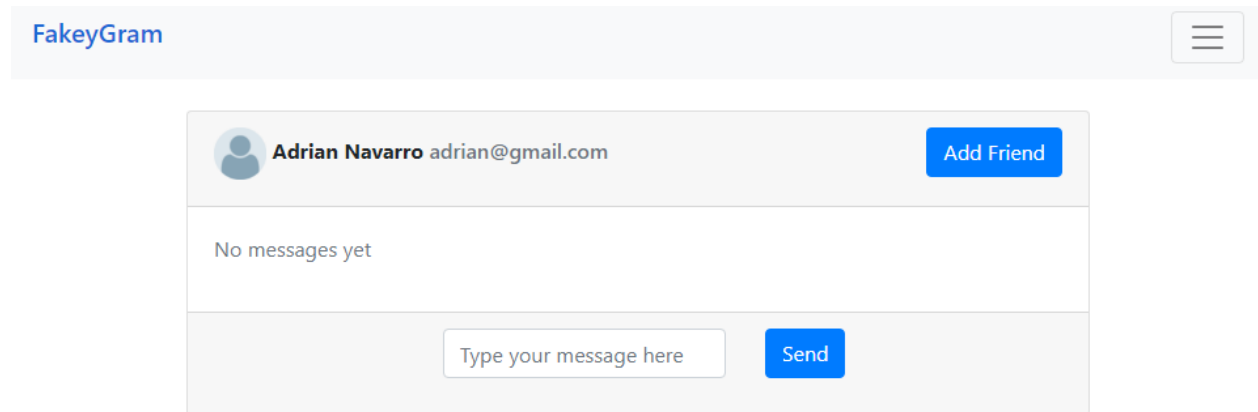 FakeyGram
Adrian Navarro adrian@gmail.com
Add Friend
No messages yet
Type your message here
Send